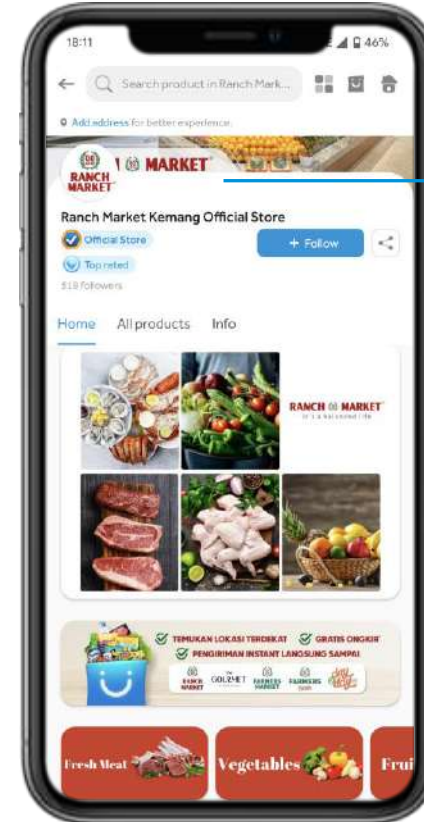 18:11
46%
Search product in Ranch Mark...
Add address for better experience.
MARKET
RANCH
MARKET
Ranch Market Kemang Official Store
Official Store
+ Follow
Top reted
Followers
Home All products Info
RANCH MARKET
TEMUKAN LOKASI TERDEKAT GRATIS ONGKIR
PENGIRIMAN INSTANT LANGSUNG SAMPAI
RANCH MARKET
GOURMET
FARMERS MARKET
FARMERS
Fresh Meat
Vegetables
Frui